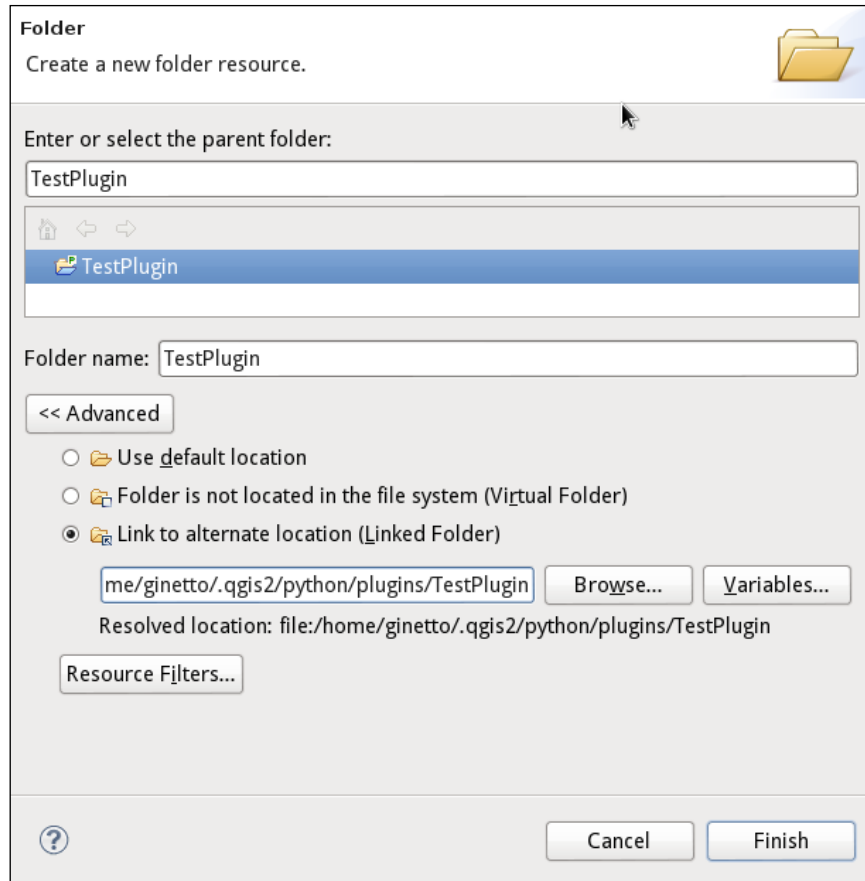 Folder
Create a new folder resource.
Enter or select the parent folder:
TestPlugin
TestPlugin
Folder name: TestPlugin
<< Advanced
Use default location
Folder is not located in the file system (Virtual Folder)
Link to alternate location (Linked Folder)
me/ginetto/.qgis2/python/plugins/TestPlugin Browse... Variables...
Resolved location: file:/home/ginetto/.qgis2/python/plugins/TestPlugin
Resource Filters...
? Cancel Finish